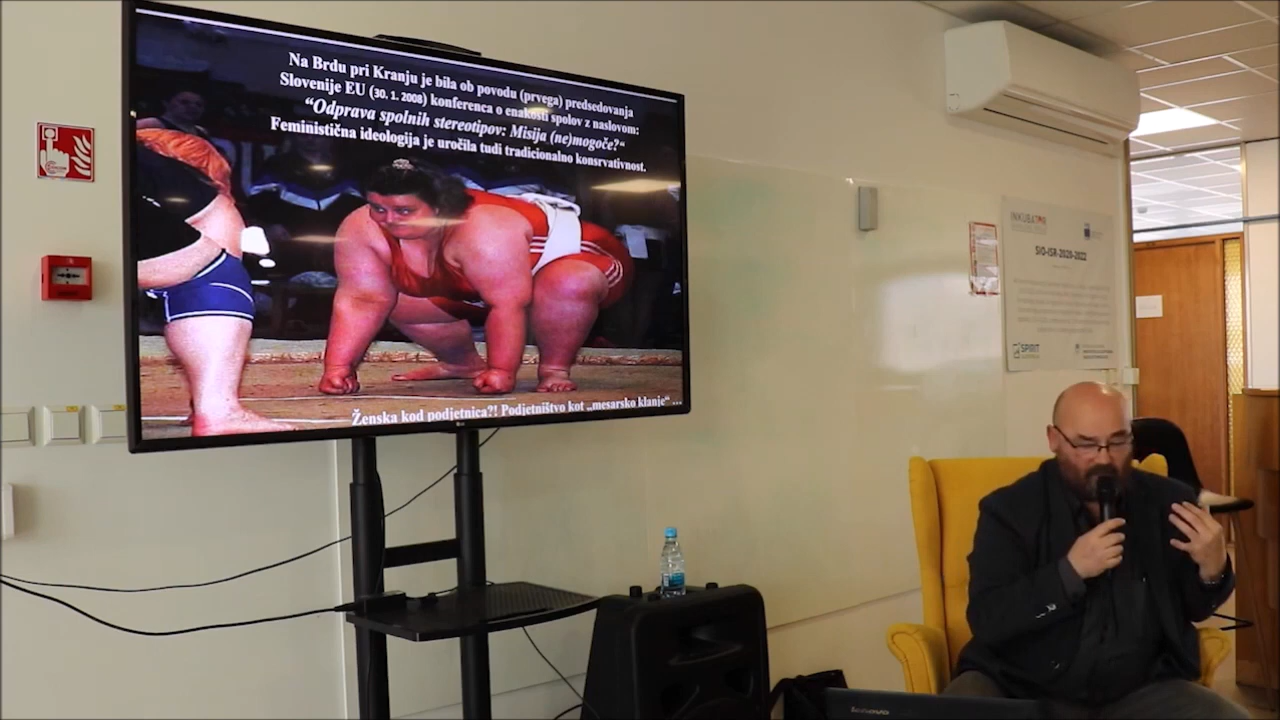 Na Brdu pri Kranju je bila ob povodu (prvega) predsedovanja
Slovenije EU (30. 1. 2008) konferenca o enakosti spolov z naslovom:
“Odprava spolnih stereotipov: Misija (ne)mogoče?“
Feministična ideologija je uročila tudi tradicionalno konsrvativnost.
Ženska kod podjetnica?! Podjetništvo kot „mesarsko klanje“ ...
INKUBATOR
SIO-ISR-2020-2022
SPIRIT
lenovo